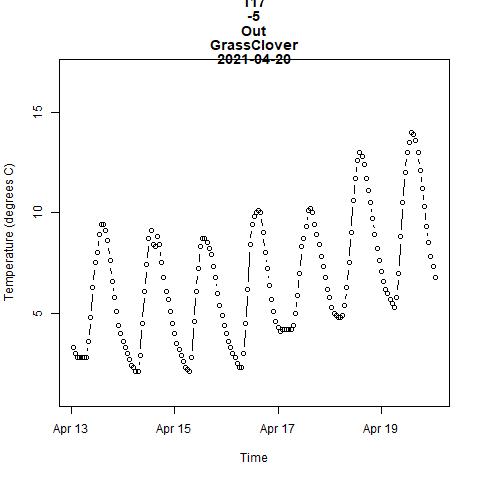 117
-5
Out
GrassClover
2021-04-20
15
10
5
Temperature (degrees C)
Apr 13
Apr 15
Apr 17
Apr 19
Time